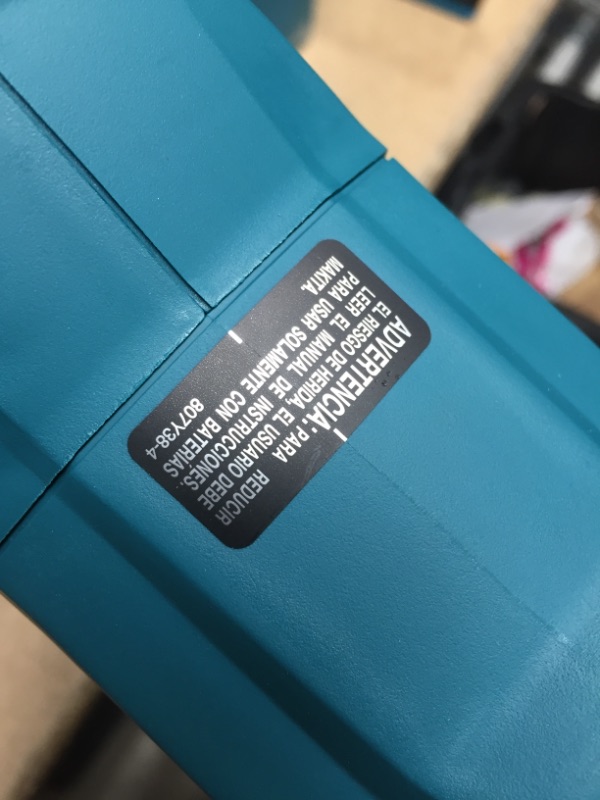 ADVERTENCIA. PARA REDUCIR
EL RIESGO DE HERIDA, EL USUARIO DEBE
LEER EL MANUAL DE INSTRUCCIONES.
PARA USAR SOLAMENTE CON BATERÍAS
MAKITA. 807Y38-4